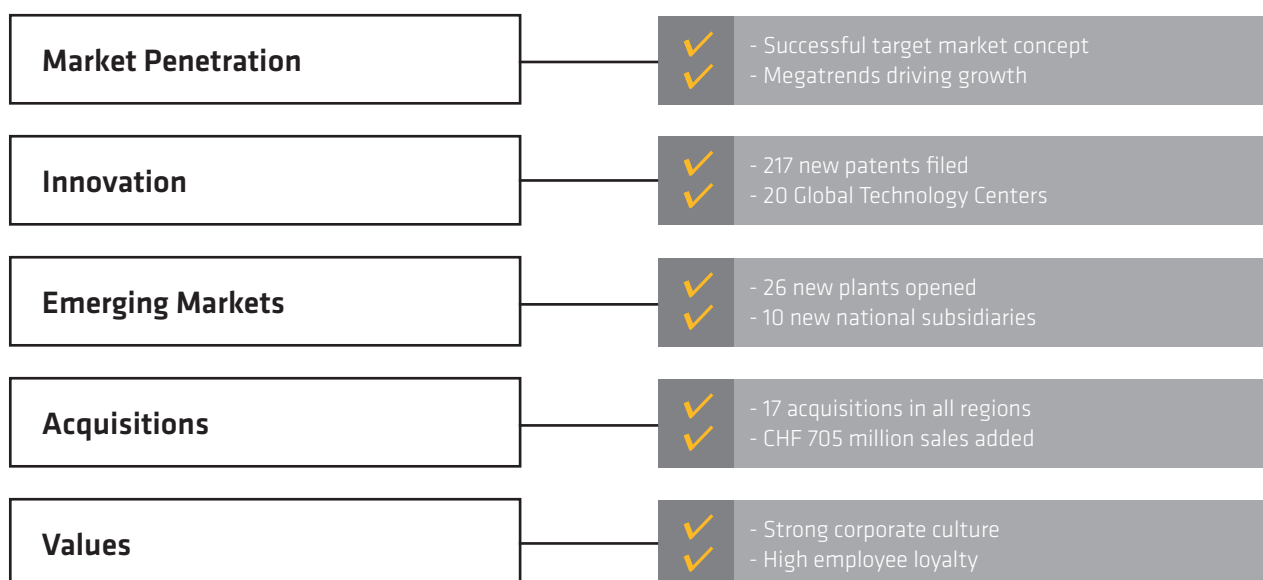 Market Penetration
- Successful target market concept
- Megatrends driving growth
Innovation
- 217 new patents filed
- 20 Global Technology Centers
Emerging Markets
- 26 new plants opened
- 10 new national subsidiaries
Acquisitions
- 17 acquisitions in all regions
- CHF 705 million sales added
Values
- Strong corporate culture
- High employee loyalty